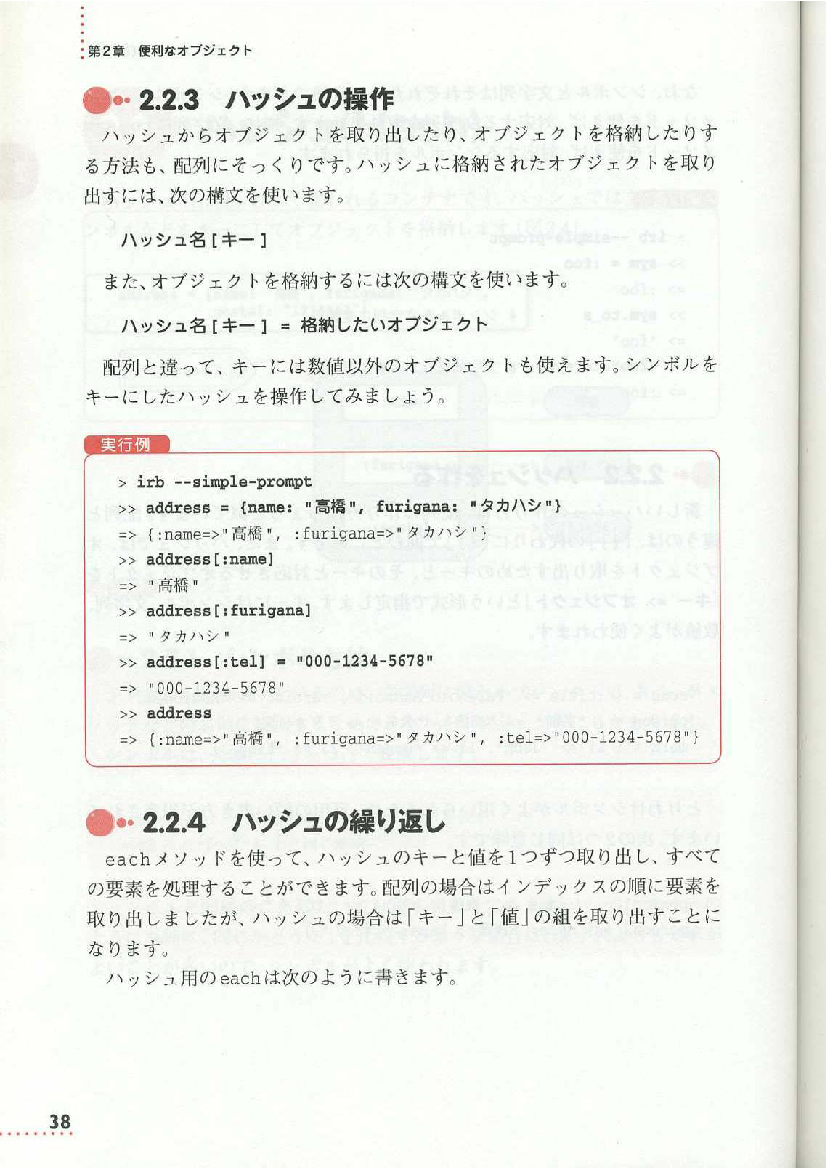 第2章 便利なオブジェクト
2.2.3 ハッシュの操作
ハッシュからオブジェクトを取り出したり、オブジェクトを格納したりす
る方法も、配列にそっくりです。ハッシュに格納されたオブジェクトを取り
出すには、次の構文を使います。
ハッシュ名[キー]
また、オブジェクトを格納するには次の構文を使います。
ハッシュ名[キー] = 格納したいオブジェクト
配列と違って、キーには数値以外のオブジェクトも使えます。シンボルを
キーにしたハッシュを操作してみましょう。
実行例
> irb --simple-prompt
>> address = {name: "高橋", furigana: "タカハシ"}
=> {:name=>"高橋", :furigana=>"タカハシ"}
>> address[:name]
=> "高橋"
>> address[:furigana]
=> "タカハシ"
>> address[:tel] = "000-1234-5678"
=> "000-1234-5678"
>> address
=> {:name=>"高橋", :furigana=>"タカハシ", :tel=>"000-1234-5678"}
2.2.4 ハッシュの繰り返し
eachメソッドを使って、ハッシュのキーと値を1つずつ取り出し、すべて
の要素を処理することができます。配列の場合はインデックスの順に要素を
取り出しましたが、ハッシュの場合は「キー」と「値」の組を取り出すことに
なります。
ハッシュ用のeachは次のように書きます。
38